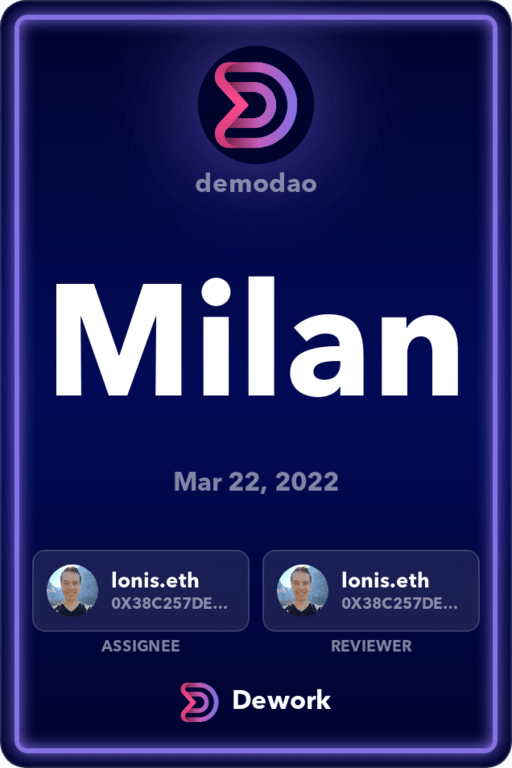 demodao
Milan
Mar 22, 2022
lonis.eth
0X38C257DE...
ASSIGNEE
lonis.eth
0X38C257DE...
REVIEWER
Dework